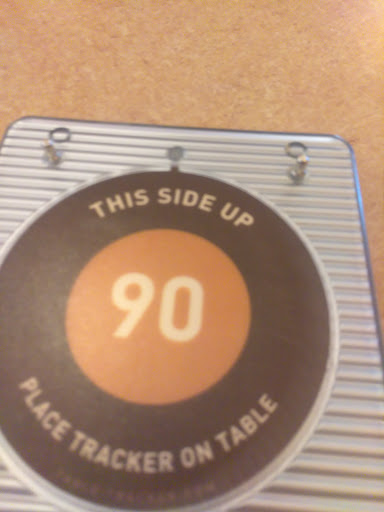 THIS SIDE UP
90
PLACE TRACKER ON TABLE